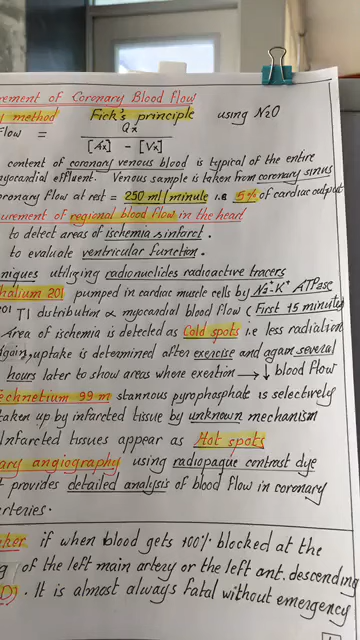 rement of Coronary Blood Flow
method Fick's principle using N2O
Flow = Qx / [Ax] - [Vx]
content of coronary venous blood is typical of the entire
myocardial effluent. Venous sample is taken from coronary sinus
oronary flow at rest = 250 ml/minute i.e 5% of cardiac output
urement of regional blood flow in the head
to detect areas of ischemia & infarct.
to evaluate ventricular function.
niques utilizing radionuclides radioactive tracers
hallium 201 pumped in cardiac muscle cells by Na+-K+ ATPase
201 Tl distribution ∝ myocardial blood flow (First 15 minutes
Area of ischemia is detected as Cold spots i.e less radiation
Again, uptake is determined after exercise and again several
hours later to show areas where exertion → ↓ blood flow
echnetium 99 m stannous pyrophosphate is selectively
taken up by infarcted tissue by unknown mechanism
Infarcted tissues appear as Hot spots
ary angiography using radiopaque contrast dye
t provides detailed analysis of blood flow in coronary
rteries.
aker if when blood gets 100% blocked at the
g of the left main artery or the left ant. descending
D). It is almost always fatal without emergency